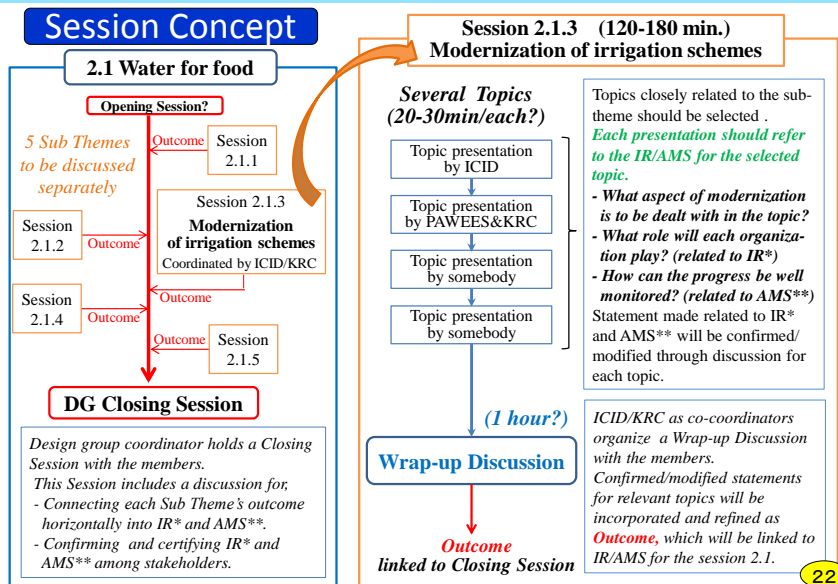 Session Concept
2.1 Water for food
Opening Session?
5 Sub Themes
to be discussed
separately
Outcome
Session
2.1.1
Session 2.1.3
Modernization
of irrigation schemes
Coordinated by ICID/KRC
Session
2.1.2
Outcome
Outcome
Session
2.1.4
Outcome
Outcome
Session
2.1.5
DG Closing Session
Design group coordinator holds a Closing
Session with the members.
This Session includes a discussion for,
- Connecting each Sub Theme's outcome
horizontally into IR* and AMS**.
- Confirming and certifying IR* and
AMS** among stakeholders.
Session 2.1.3 (120-180 min.)
Modernization of irrigation schemes
Several Topics
(20-30min/each?)
Topic presentation
by ICID
Topic presentation
by PAWEES&KRC
Topic presentation
by somebody
Topic presentation
by somebody
(1 hour?)
Wrap-up Discussion
Outcome
linked to Closing Session
Topics closely related to the sub-
theme should be selected .
Each presentation should refer
to the IR/AMS for the selected
topic.
- What aspect of modernization
is to be dealt with in the topic?
- What role will each organiza-
tion play? (related to IR*)
- How can the progress be well
monitored? (related to AMS**)
Statement made related to IR*
and AMS** will be confirmed/
modified through discussion for
each topic.
ICID/KRC as co-coordinators
organize a Wrap-up Discussion
with the members.
Confirmed/modified statements
for relevant topics will be
incorporated and refined as
Outcome, which will be linked to
IR/AMS for the session 2.1.
22